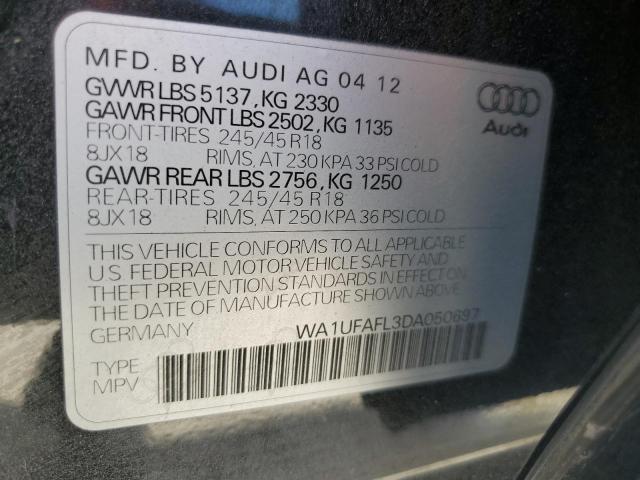 MFD. BY AUDI AG 04 12
GVWR LBS 5137, KG 2330
GAWR FRONT LBS 2502, KG 1135
FRONT-TIRES 245/45 R18
8JX18 RIMS, AT 230 KPA 33 PSI COLD
GAWR REAR LBS 2756, KG 1250
REAR-TIRES 245/45 R18
8JX18 RIMS, AT 250 KPA 36 PSI COLD
Audi
THIS VEHICLE CONFORMS TO ALL APPLICABLE
US FEDERAL MOTOR VEHICLE SAFETY AND
THEFT PREVENTION STANDARDS IN EFFECT ON
THE DATE OF MANUFACTURE SHOWN ABOVE
GERMANY WA1UFAFL3DA050697
TYPE
MPV